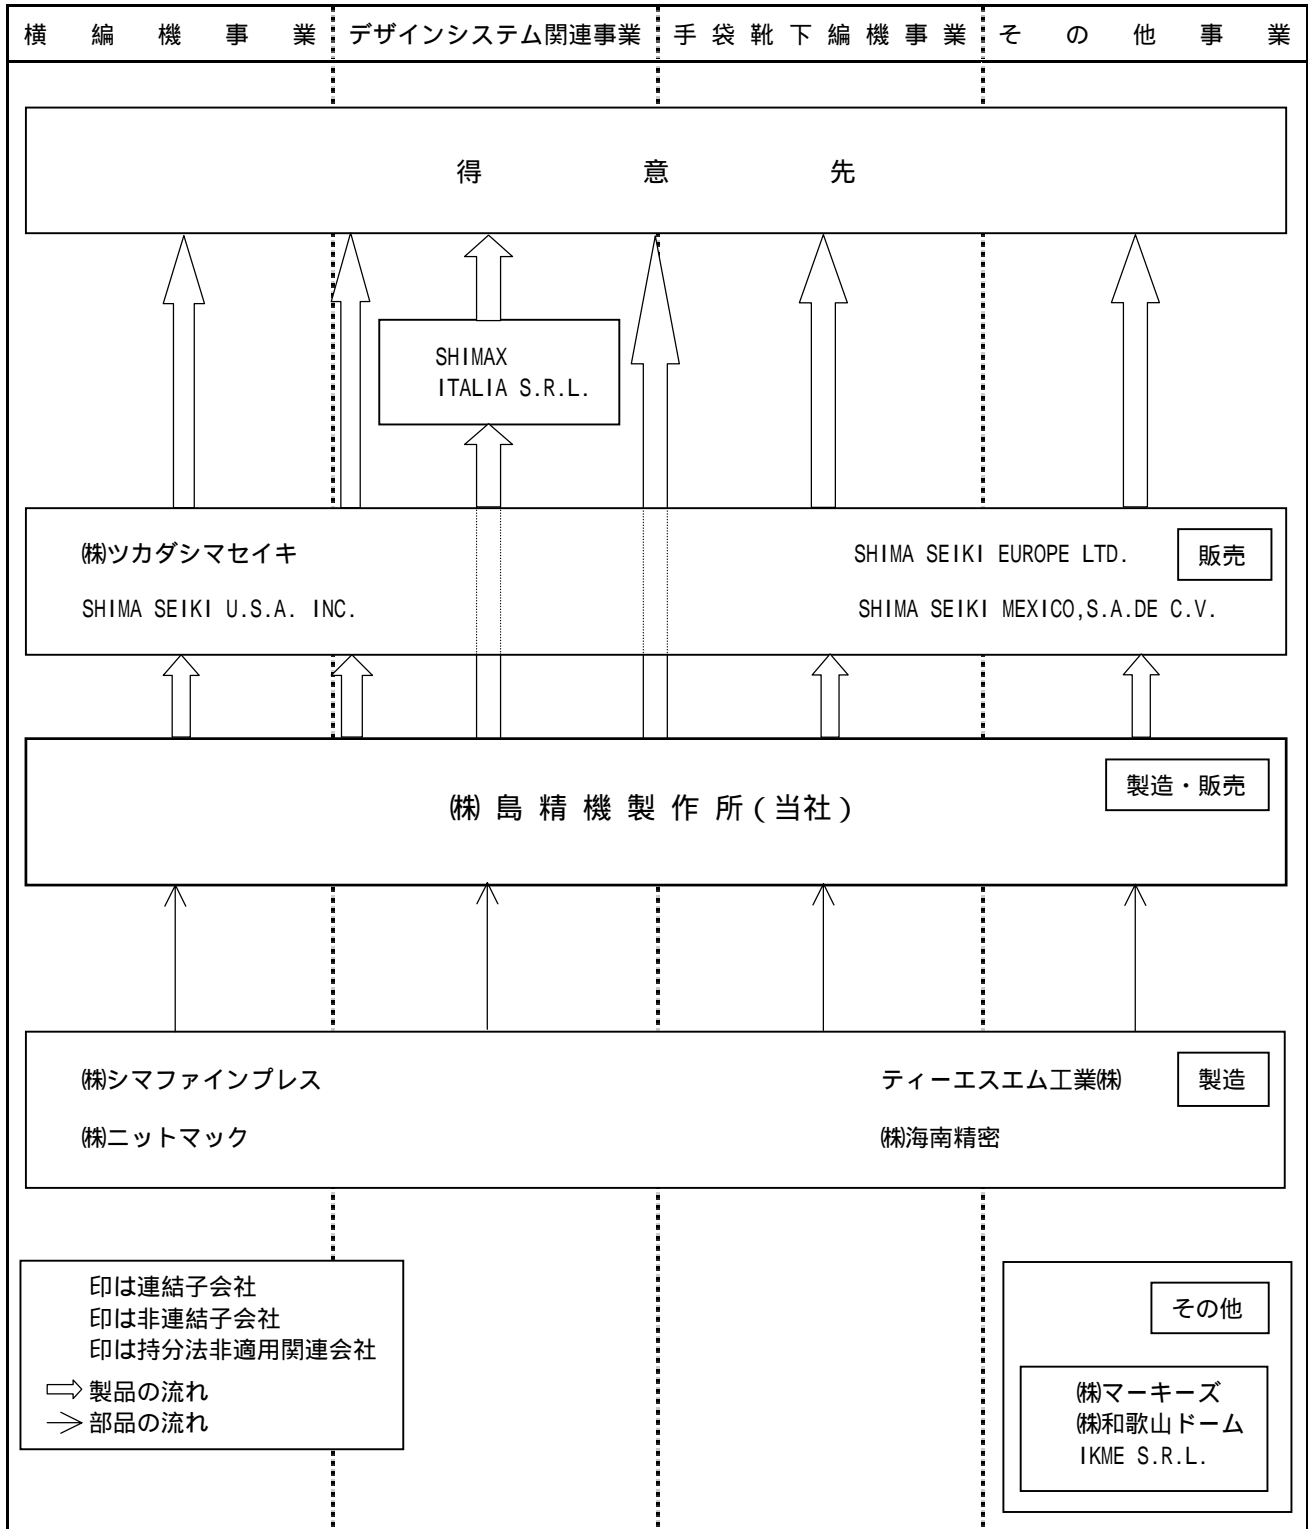 横編機事業 デザインシステム関連事業 手袋靴下編機事業 その他事業
得意先
SHIMAX
ITALIA S.R.L.
㈱ツカダシマセイキ SHIMA SEIKI EUROPE LTD. 販売
SHIMA SEIKI U.S.A. INC. SHIMA SEIKI MEXICO,S.A.DE C.V.
製造・販売
㈱島精機製作所(当社)
㈱シマファインプレス ティーエスエム工業㈱ 製造
㈱ニットマック ㈱海南精密
印は連結子会社
印は非連結子会社
印は持分法非適用関連会社
製品の流れ
部品の流れ
その他
㈱マーキーズ
㈱和歌山ドーム
IKME S.R.L.